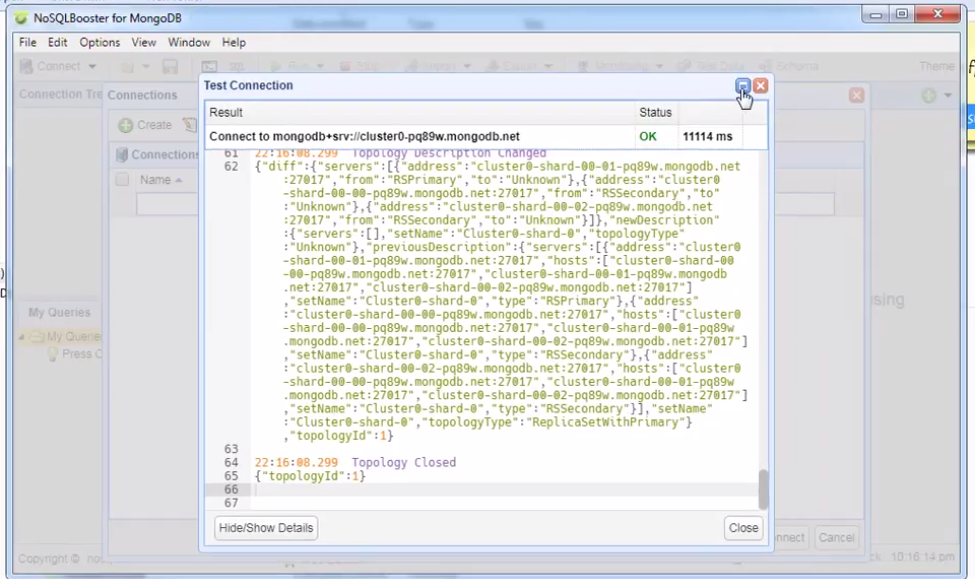 NoSQLBooster for MongoDB
File Edit Options View Window Help
Connect
Schema
Theme
Connection Tre
Connections
Test Connection
Result Status
Connect to mongodb+srv://cluster0-pq89w.mongodb.net OK 11114 ms
Create
Connections
Name
61 22:16:08.299 Topology Description Changed
62 {"diff":{"servers":[{"address":"cluster0-shard-00-01-pq89w.mongodb.net
:27017","from":"RSPrimary","to":"Unknown"},{"address":"cluster0
-shard-00-00-pq89w.mongodb.net:27017","from":"RSSecondary","to"
:"Unknown"},{"address":"cluster0-shard-00-02-pq89w.mongodb.net
:27017","from":"RSSecondary","to":"Unknown"}]},"newDescription"
:{"servers":[],"setName":"Cluster0-shard-0","topologyType"
:"Unknown"},"previousDescription":{"servers":[{"address":"cluster0
-shard-00-01-pq89w.mongodb.net:27017","hosts":["cluster0-shard-00
-00-pq89w.mongodb.net:27017","cluster0-shard-00-01-pq89w.mongodb
.net:27017","cluster0-shard-00-02-pq89w.mongodb.net:27017"]
,"setName":"Cluster0-shard-0","type":"RSPrimary"},{"address"
:"cluster0-shard-00-00-pq89w.mongodb.net:27017","hosts":["cluster0
-shard-00-00-pq89w.mongodb.net:27017","cluster0-shard-00-01-pq89w
.mongodb.net:27017","cluster0-shard-00-02-pq89w.mongodb.net:27017"]
,"setName":"Cluster0-shard-0","type":"RSSecondary"},{"address"
:"cluster0-shard-00-02-pq89w.mongodb.net:27017","hosts":["cluster0
-shard-00-00-pq89w.mongodb.net:27017","cluster0-shard-00-01-pq89w
.mongodb.net:27017","cluster0-shard-00-02-pq89w.mongodb.net:27017"]
,"setName":"Cluster0-shard-0","type":"RSSecondary"}],"setName"
:"Cluster0-shard-0","topologyType":"ReplicaSetWithPrimary"}
,"topologyId":1}
63
64 22:16:08.299 Topology Closed
65 {"topologyId":1}
66
67
My Queries
My Querie
Press C
using
Hide/Show Details Close
nnect Cancel
Copyright © nos
10:16:14 pm